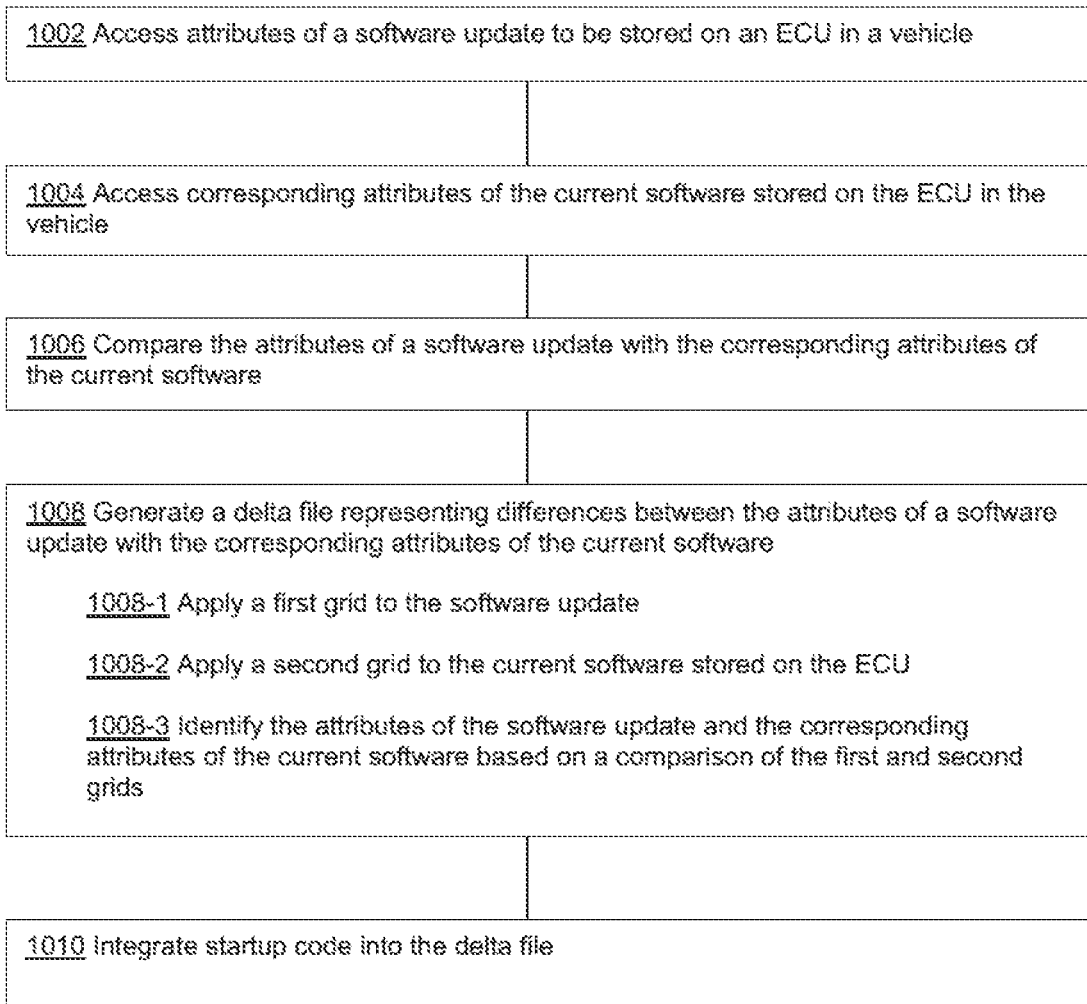 1002 Access attributes of a software update to be stored on an ECU in a vehicle
1004 Access corresponding attributes of the current software stored on the ECU in the
vehicle
1006 Compare the attributes of a software update with the corresponding attributes of
the current software
1008 Generate a delta file representing differences between the attributes of a software
update with the corresponding attributes of the current software
1008-1 Apply a first grid to the software update
1008-2 Apply a second grid to the current software stored on the ECU
1008-3 Identify the attributes of the software update and the corresponding
attributes of the current software based on a comparison of the first and second
grids
1010 Integrate startup code into the delta file